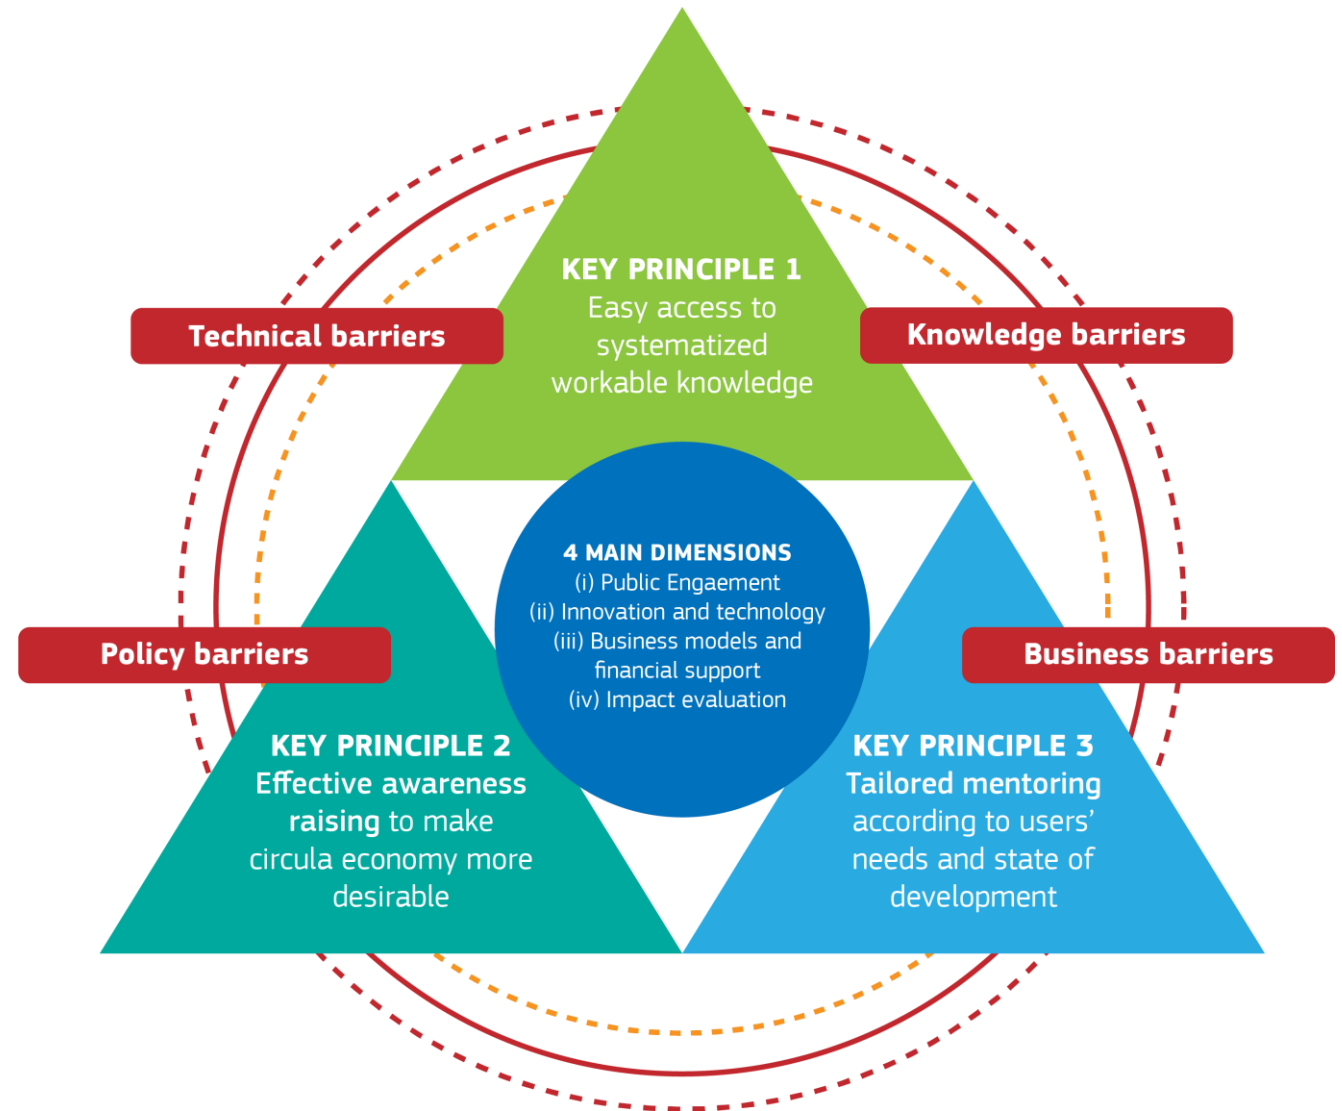 KEY PRINCIPLE 1
Easy access to
systematized
workable knowledge
Technical barriers
Knowledge barriers
4 MAIN DIMENSIONS
(i) Public Engaement
(ii) Innovation and technology
(iii) Business models and
financial support
(iv) Impact evaluation
Policy barriers
Business barriers
KEY PRINCIPLE 2
Effective awareness
raising to make
circula economy more
desirable
KEY PRINCIPLE 3
Tailored mentoring
according to users’
needs and state of
development